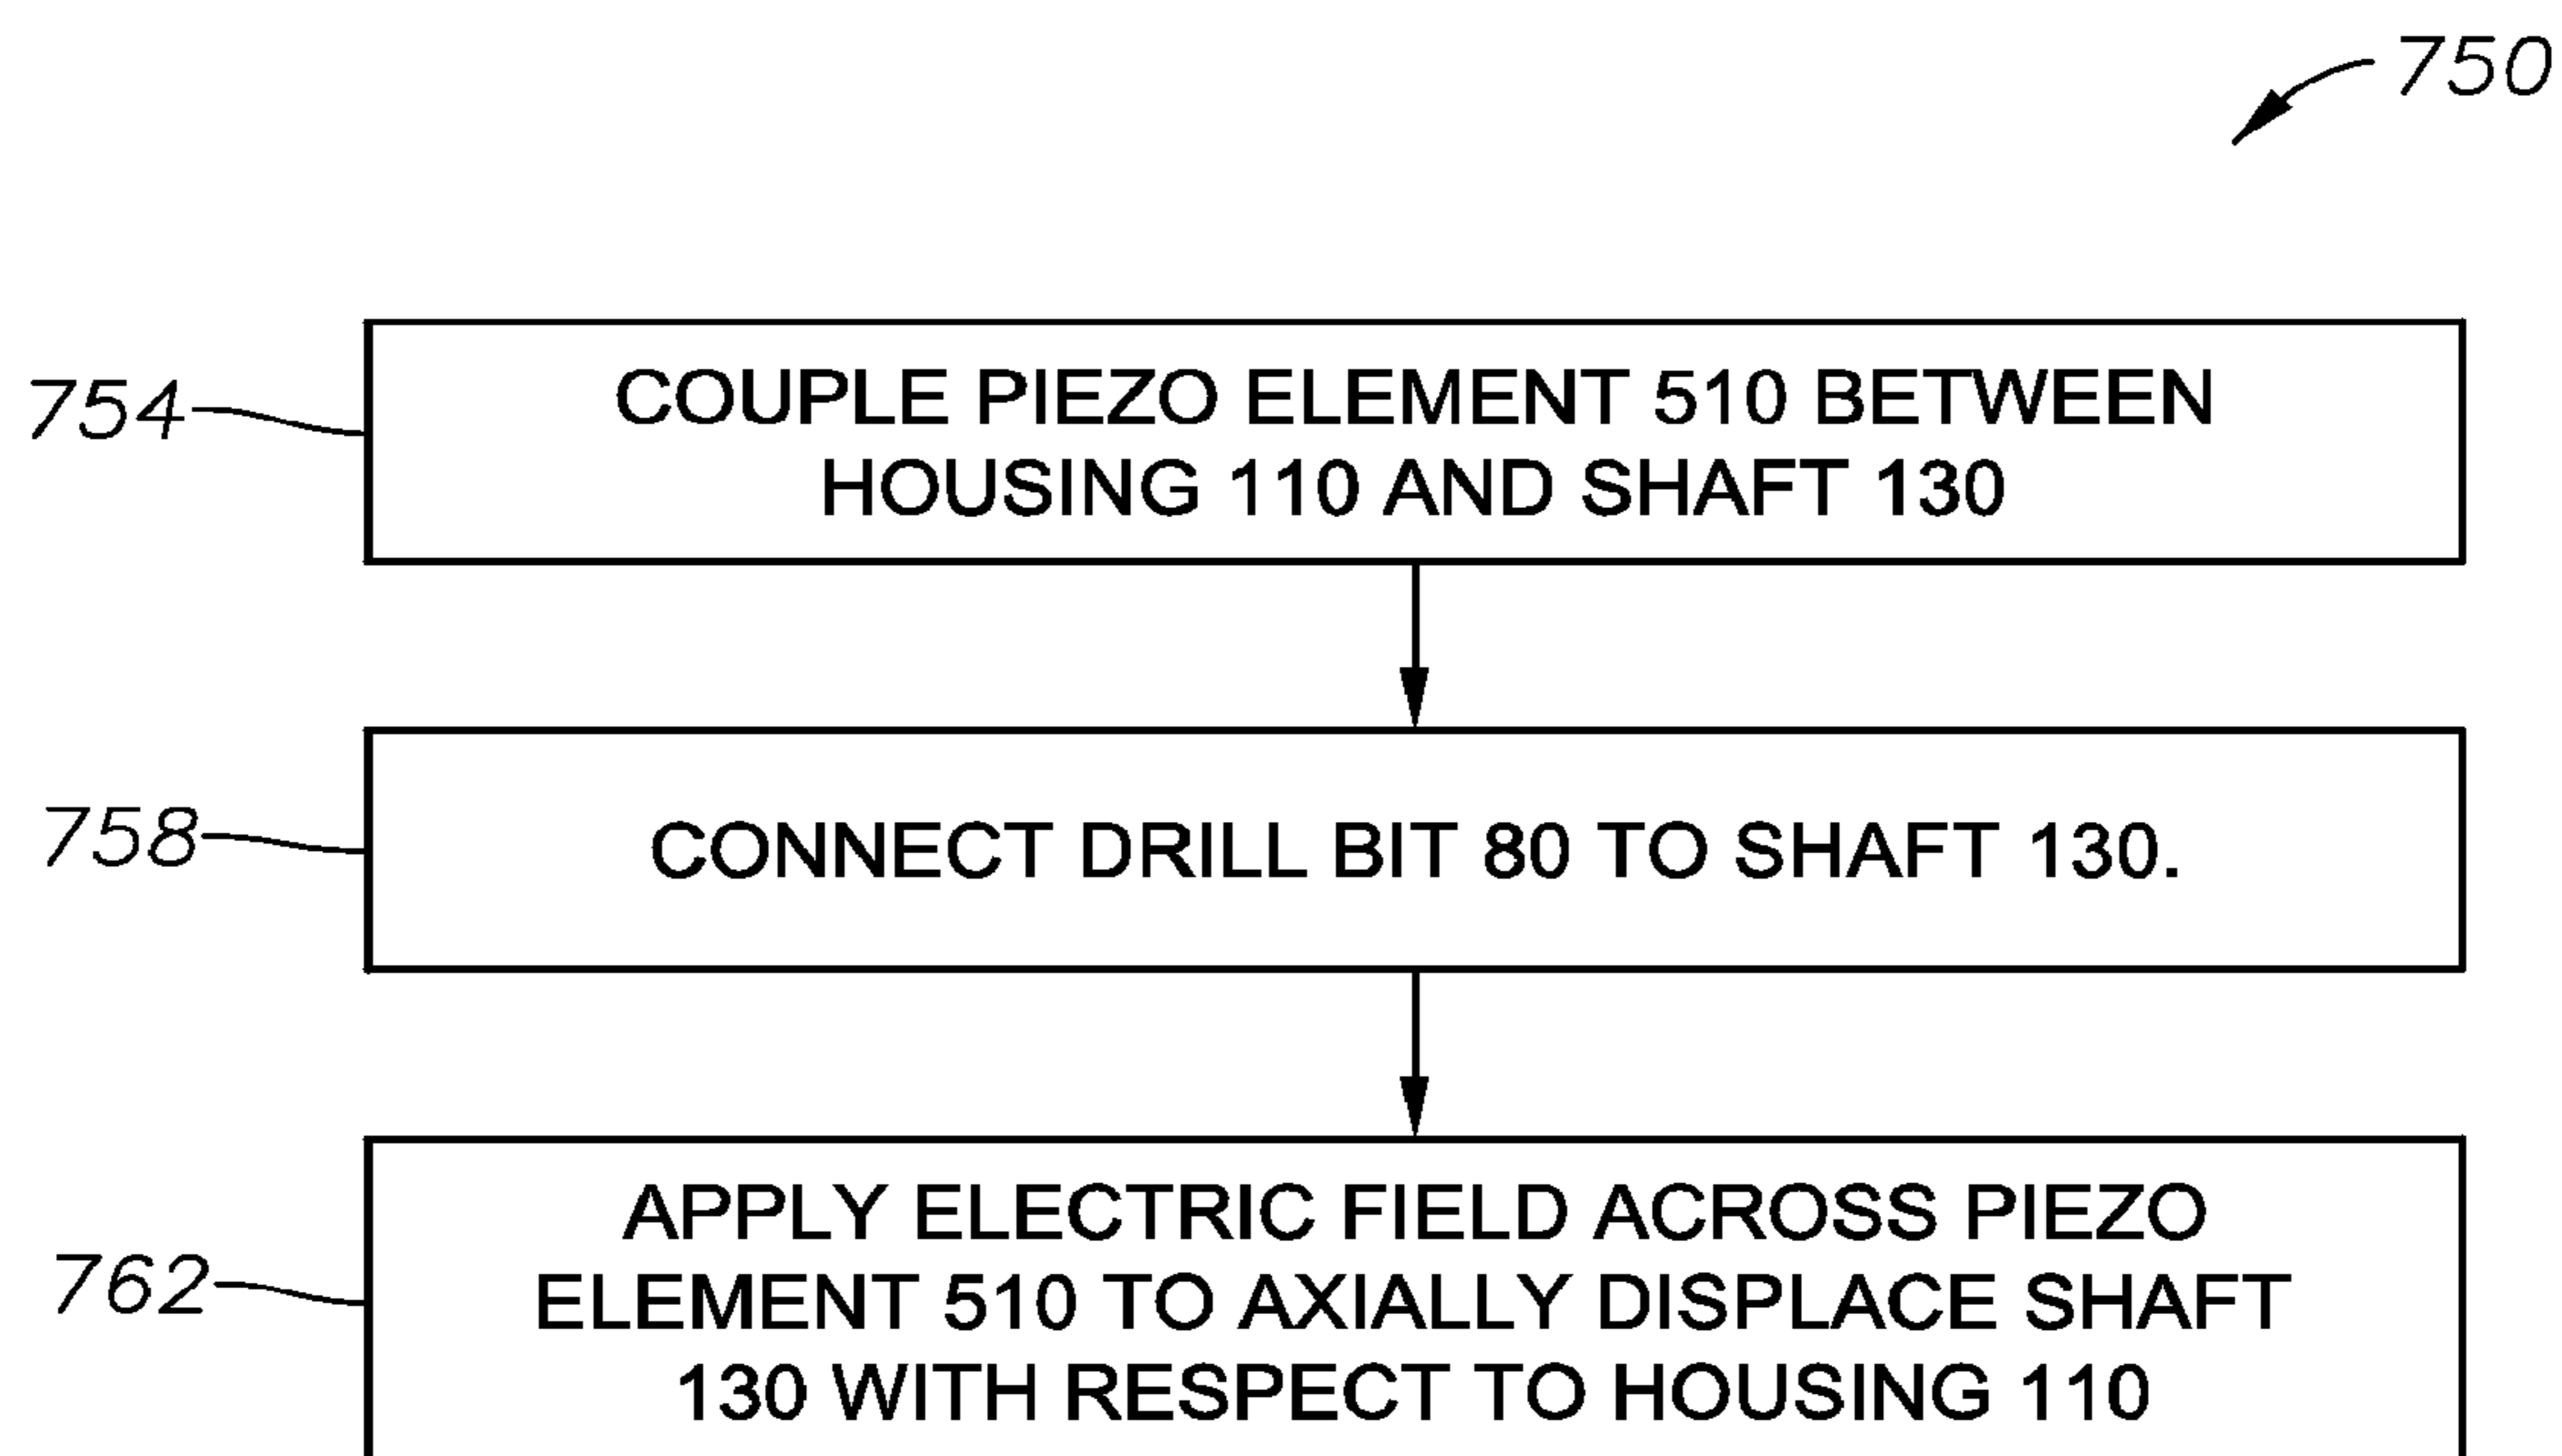 750
754
COUPLE PIEZO ELEMENT 510 BETWEEN
HOUSING 110 AND SHAFT 130
758
CONNECT DRILL BIT 80 TO SHAFT 130.
762
APPLY ELECTRIC FIELD ACROSS PIEZO
ELEMENT 510 TO AXIALLY DISPLACE SHAFT
130 WITH RESPECT TO HOUSING 110